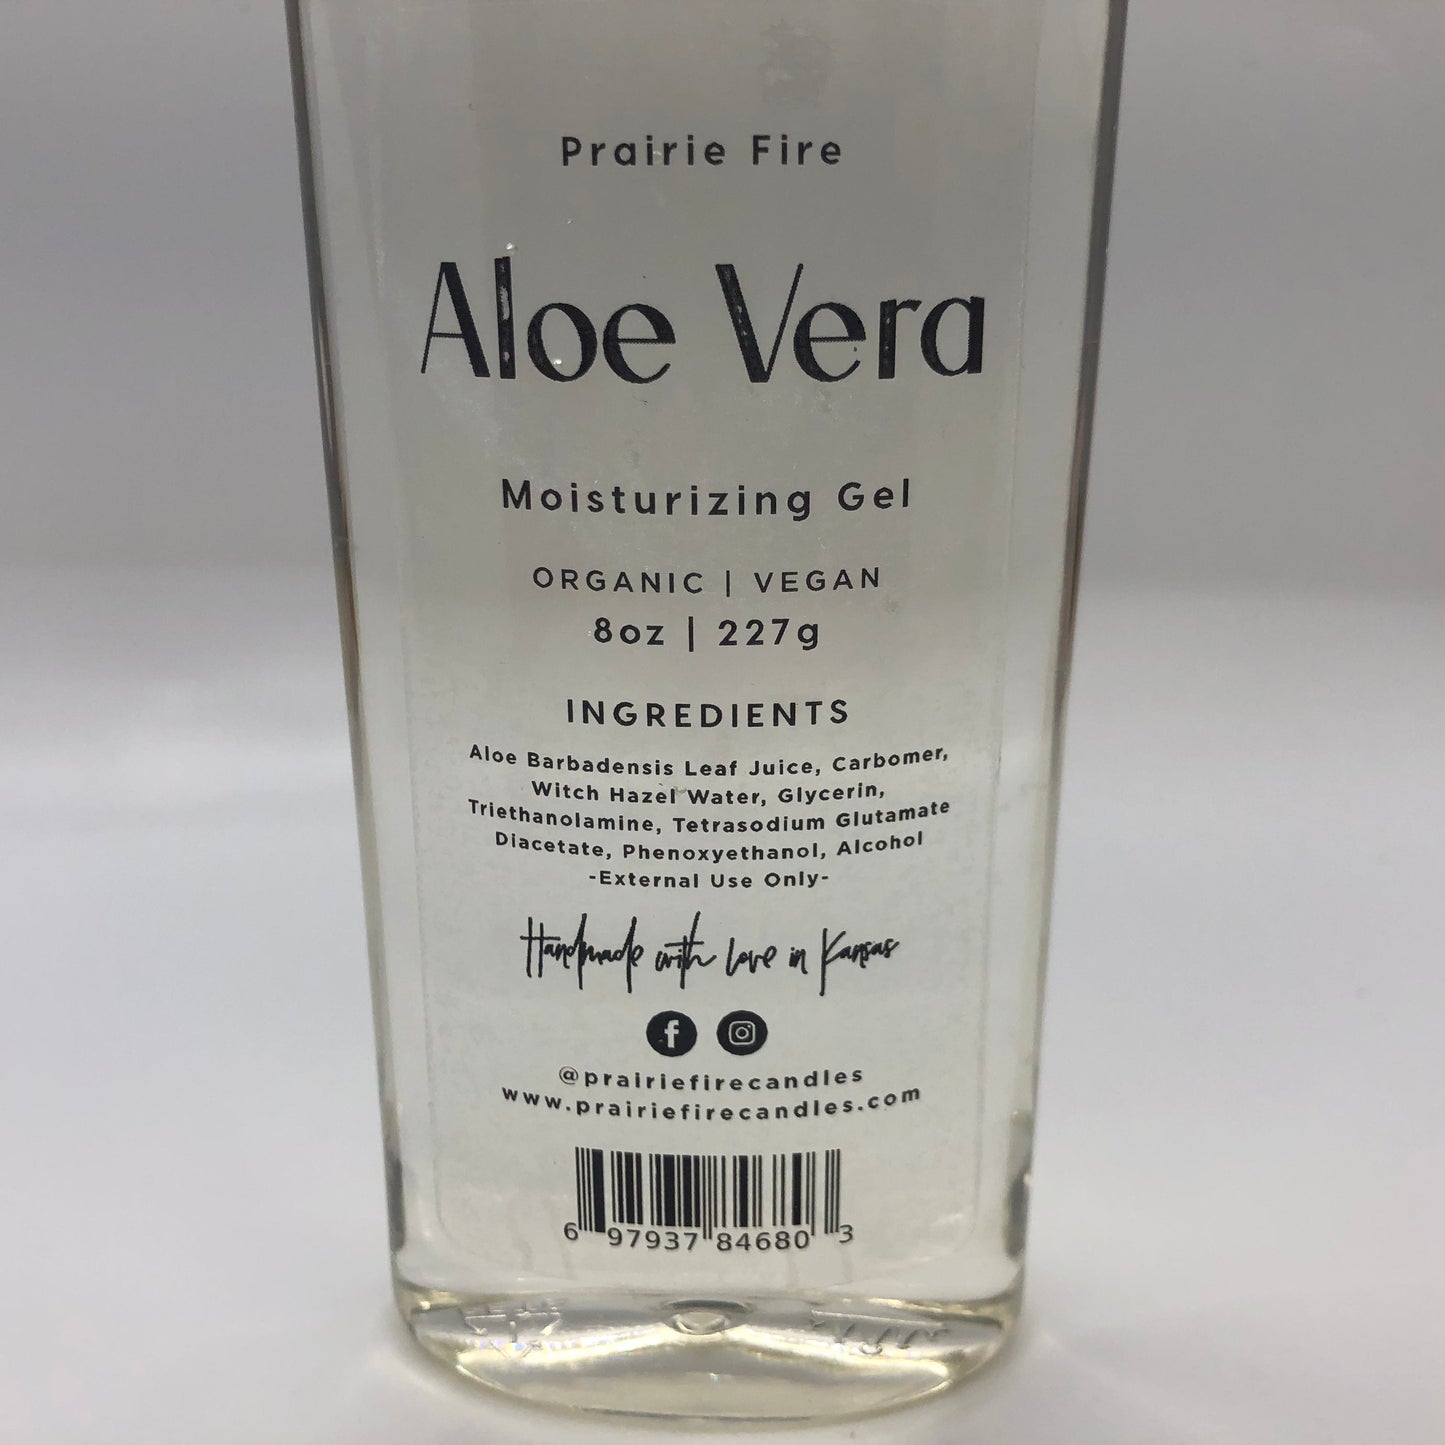 Prairie Fire
Aloe Vera
Moisturizing Gel
ORGANIC | VEGAN
8oz | 227g
INGREDIENTS
Aloe Barbadensis Leaf Juice, Carbomer,
Witch Hazel Water, Glycerin,
Triethanolamine, Tetrasodium Glutamate
Diacetate, Phenoxyethanol, Alcohol
-External Use Only-
Handmade with love in Kansas
@prairiefirecandles
www.prairiefirecandles.com
6 97937 84680 3